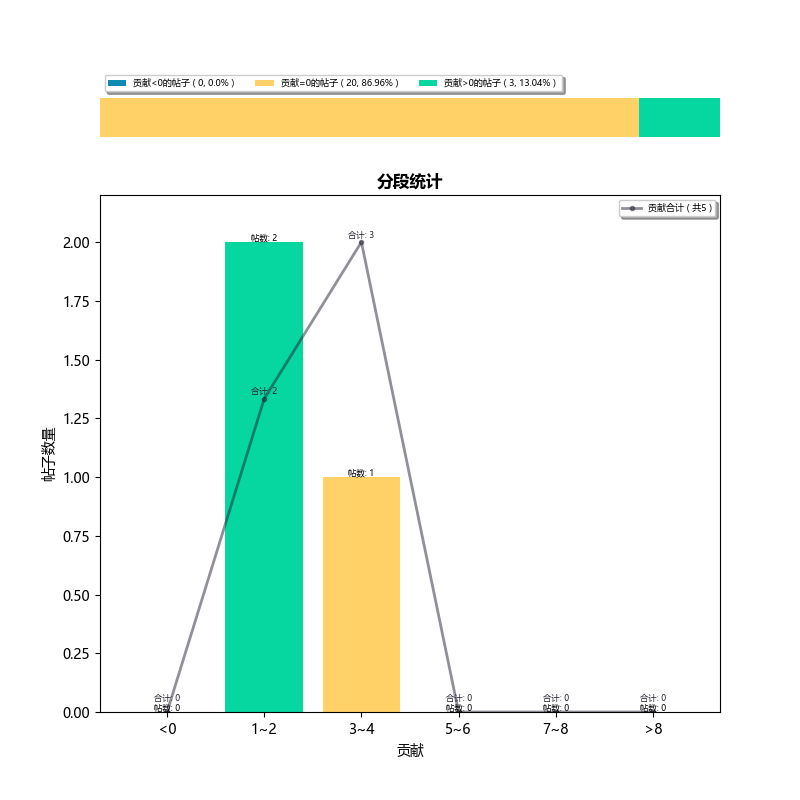 贡献<0的帖子 ( 0, 0.0% ) 贡献=0的帖子 ( 20, 86.96% ) 贡献>0的帖子 ( 3, 13.04% )
分段统计
贡献合计 ( 共5 )
帖子数量
2.00
1.75
1.50
1.25
1.00
0.75
0.50
0.25
0.00
帖数: 2
合计: 3
合计: 2
帖数: 1
合计: 0 合计: 0 合计: 0 合计: 0
帖数: 0 帖数: 0 帖数: 0 帖数: 0
<0 1~2 3~4 5~6 7~8 >8
贡献